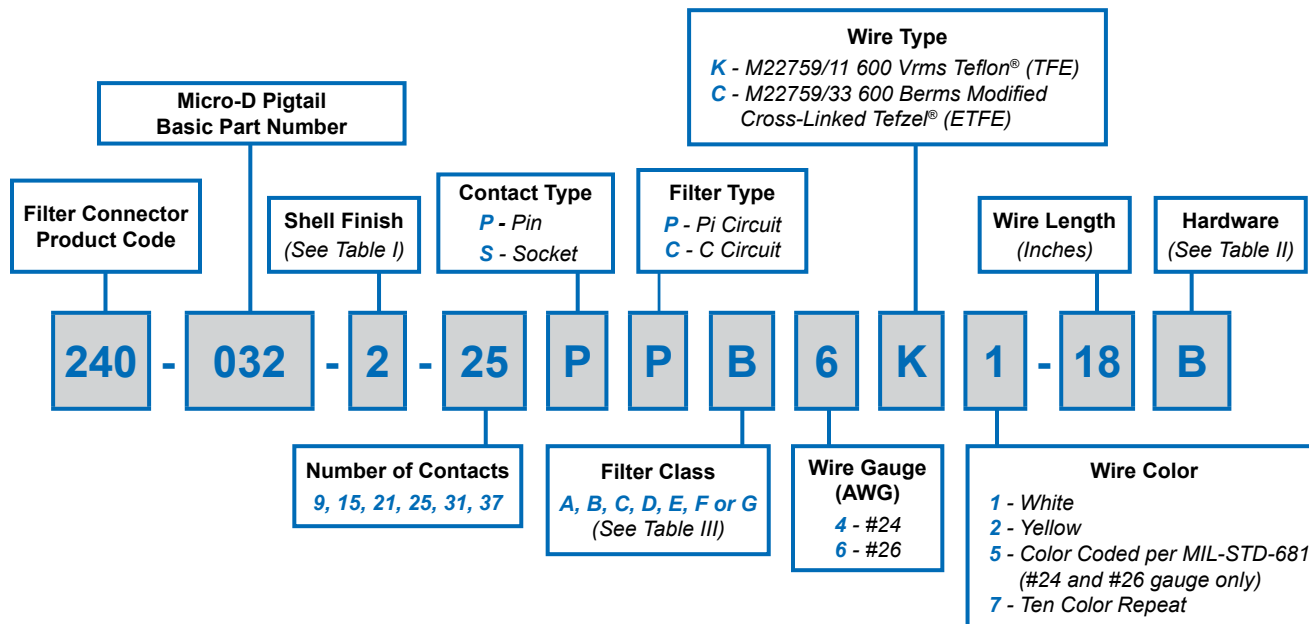 Wire Type
K - M22759/11 600 Vrms Teflon® (TFE)
C - M22759/33 600 Berms Modified
Cross-Linked Tefzel® (ETFE)
Micro-D Pigtail
Basic Part Number
Filter Connector
Product Code
Shell Finish
(See Table I)
Contact Type
P - Pin
S - Socket
Filter Type
P - Pi Circuit
C - C Circuit
Wire Length
(Inches)
Hardware
(See Table II)
240 - 032 - 2 - 25 P P B 6 K 1 - 18 B
Number of Contacts
9, 15, 21, 25, 31, 37
Filter Class
A, B, C, D, E, F or G
(See Table III)
Wire Gauge
(AWG)
4 - #24
6 - #26
Wire Color
1 - White
2 - Yellow
5 - Color Coded per MIL-STD-681
(#24 and #26 gauge only)
7 - Ten Color Repeat